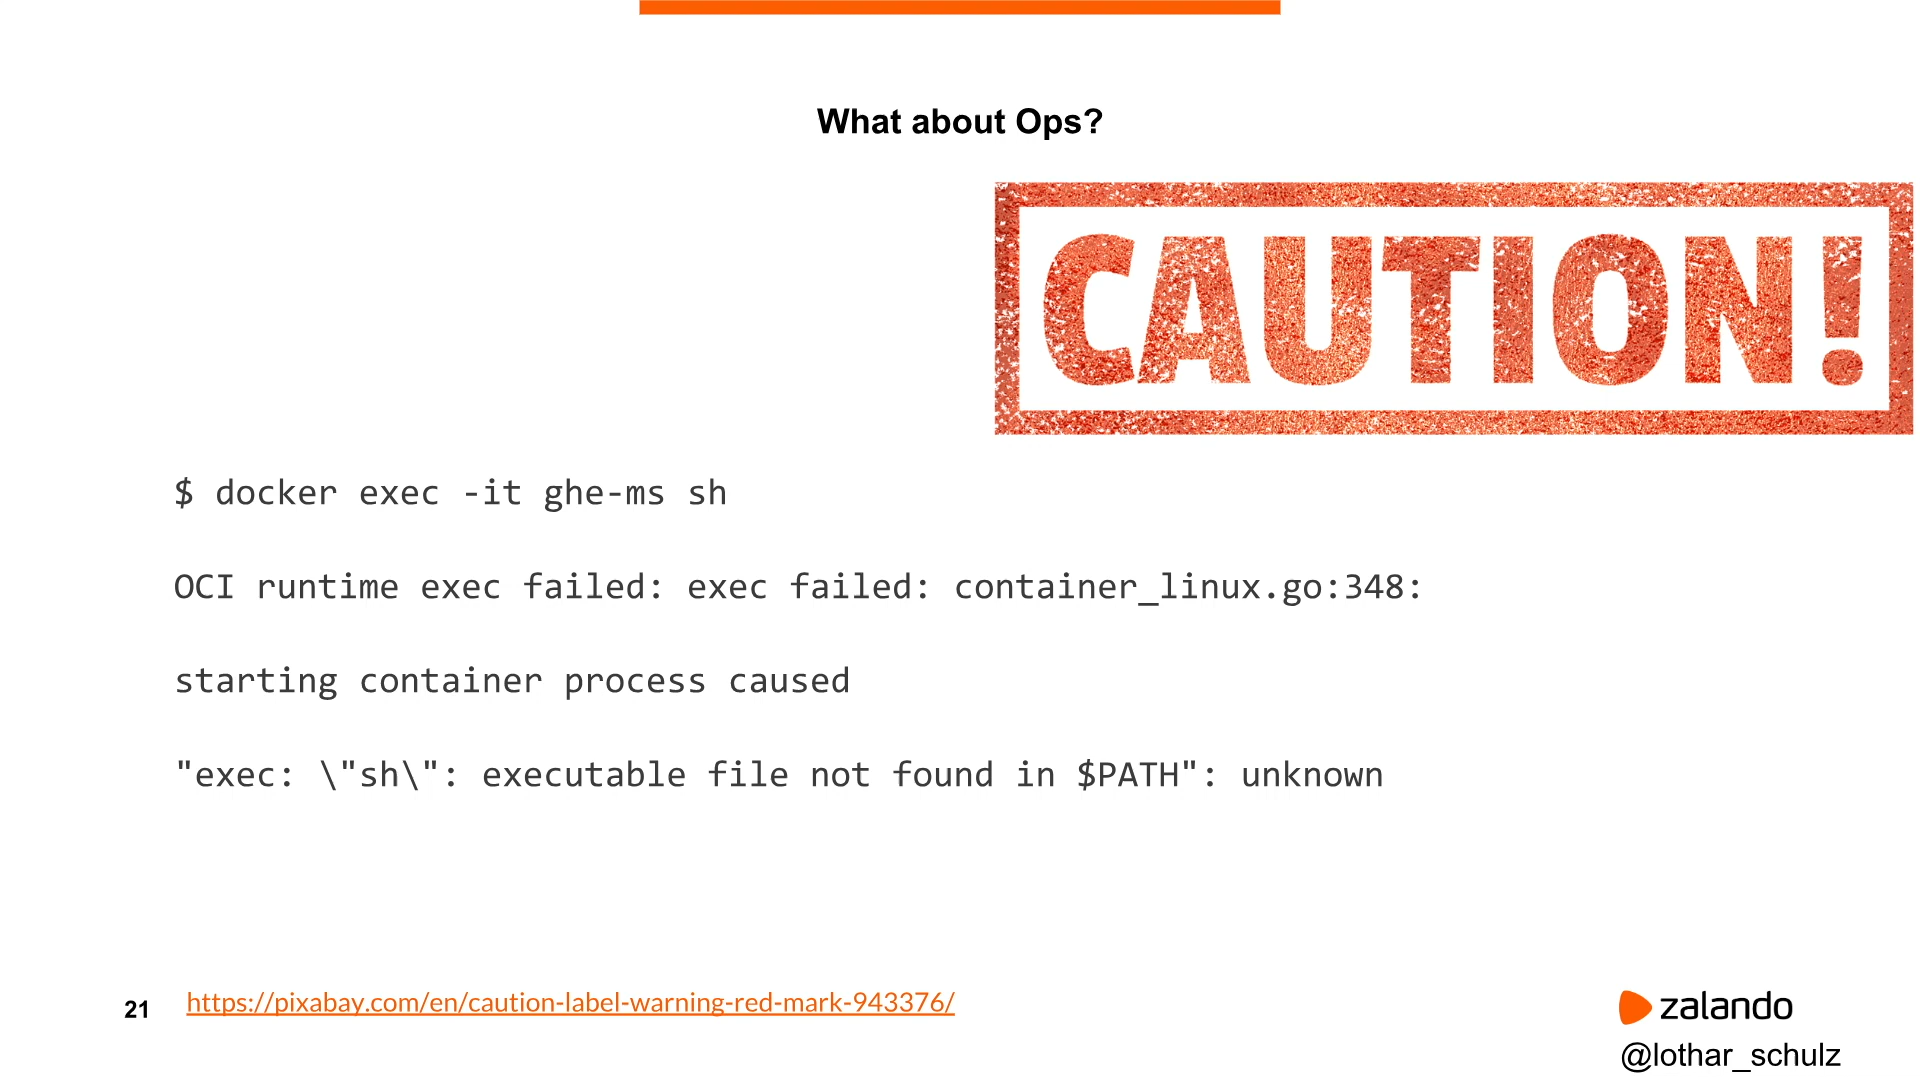 What about Ops?
CAUTION!
$ docker exec -it ghe-ms sh
OCI runtime exec failed: exec failed: container_linux.go:348:
starting container process caused
"exec: \"sh\": executable file not found in $PATH": unknown
21
https://pixabay.com/en/caution-label-warning-red-mark-943376/
zalando
@lothar_schulz